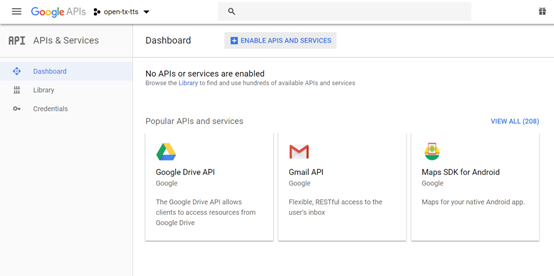 Google APIs
open-tx-tts
API
APIs & Services
Dashboard
ENABLE APIS AND SERVICES
Dashboard
Library
Credentials
No APIs or services are enabled
Browse the Library to find and use hundreds of available APIs and services
Popular APIs and services
VIEW ALL (208)
Google Drive API
Google
The Google Drive API allows
clients to access resources from
Google Drive
Gmail API
Google
Flexible, RESTful access to the
user's inbox
Maps SDK for Android
Google
Maps for your native Android app.